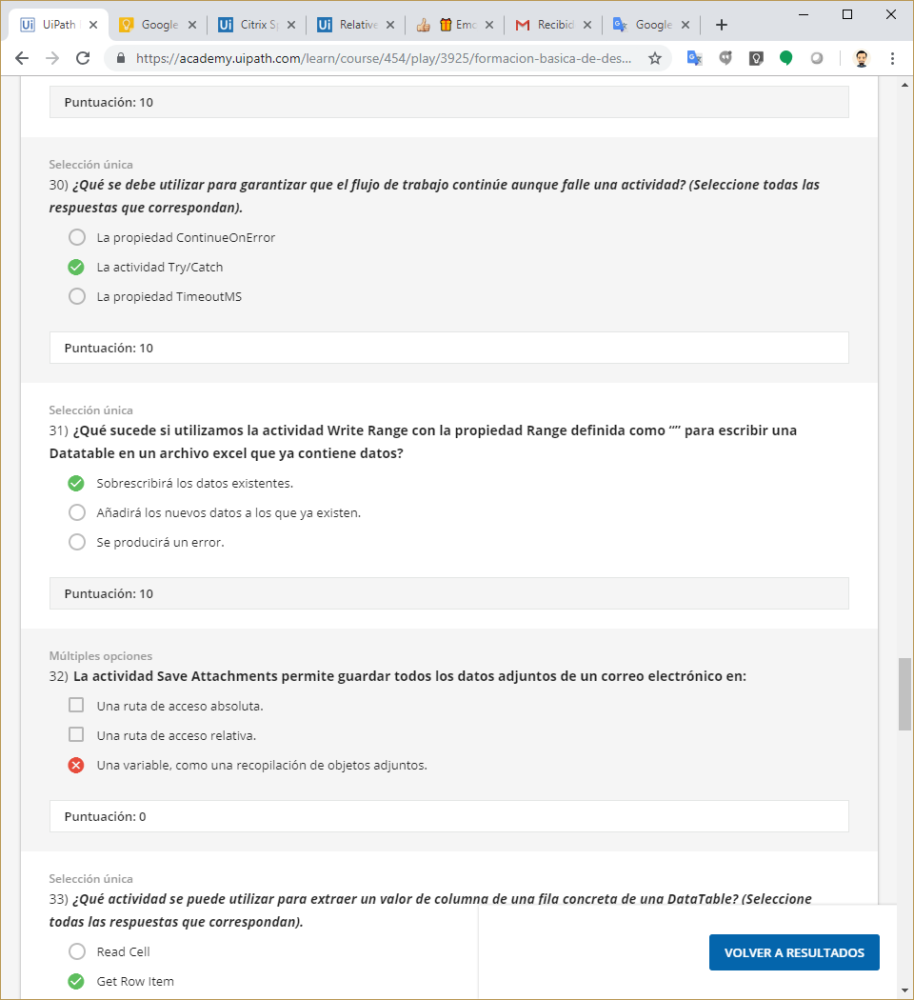 UiPath
Google
Citrix Sp
Relative
Emo
Recibid
Google
https://academy.uipath.com/learn/course/454/play/3925/formacion-basica-de-des...
Puntuación: 10
Selección única
30) ¿Qué se debe utilizar para garantizar que el flujo de trabajo continúe aunque falle una actividad? (Seleccione todas las
respuestas que correspondan).
La propiedad ContinueOnError
La actividad Try/Catch
La propiedad TimeoutMS
Puntuación: 10
Selección única
31) ¿Qué sucede si utilizamos la actividad Write Range con la propiedad Range definida como “” para escribir una
Datatable en un archivo excel que ya contiene datos?
Sobrescribirá los datos existentes.
Añadirá los nuevos datos a los que ya existen.
Se producirá un error.
Puntuación: 10
Múltiples opciones
32) La actividad Save Attachments permite guardar todos los datos adjuntos de un correo electrónico en:
Una ruta de acceso absoluta.
Una ruta de acceso relativa.
Una variable, como una recopilación de objetos adjuntos.
Puntuación: 0
Selección única
33) ¿Qué actividad se puede utilizar para extraer un valor de columna de una fila concreta de una DataTable? (Seleccione
todas las respuestas que correspondan).
Read Cell
Get Row Item
VOLVER A RESULTADOS